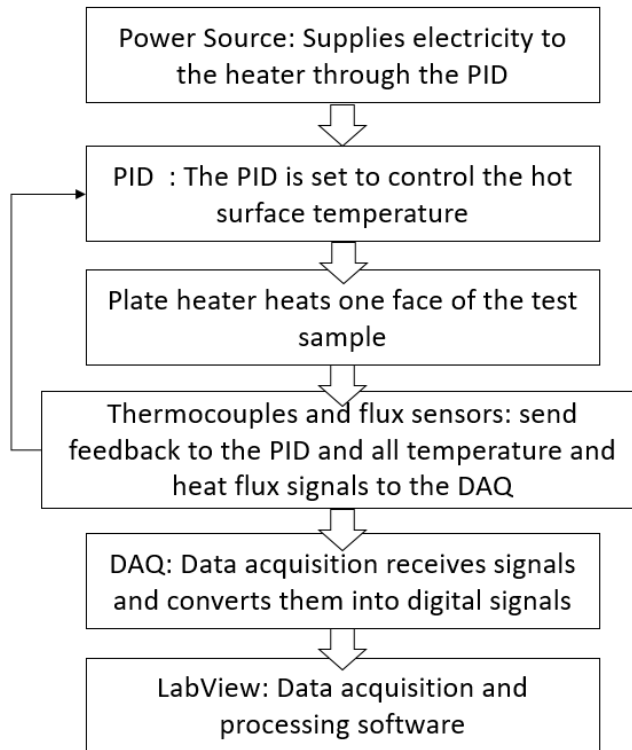 Power Source: Supplies electricity to
the heater through the PID
PID : The PID is set to control the hot
surface temperature
Plate heater heats one face of the test
sample
Thermocouples and flux sensors: send
feedback to the PID and all temperature and
heat flux signals to the DAQ
DAQ: Data acquisition receives signals
and converts them into digital signals
LabView: Data acquisition and
processing software